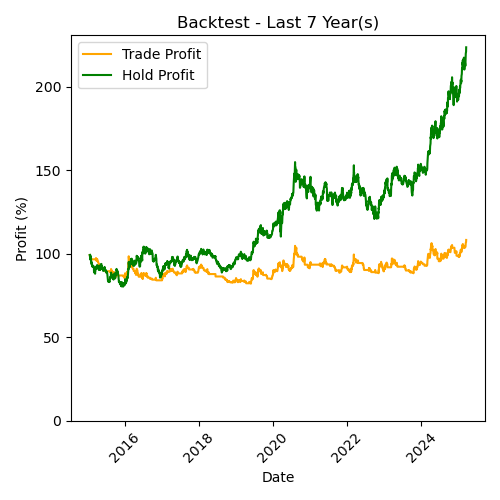 Backtest - Last 7 Year(s)
Trade Profit
Hold Profit
Profit (%)
200
150
100
50
0
2016
2018
2020
2022
2024
Date